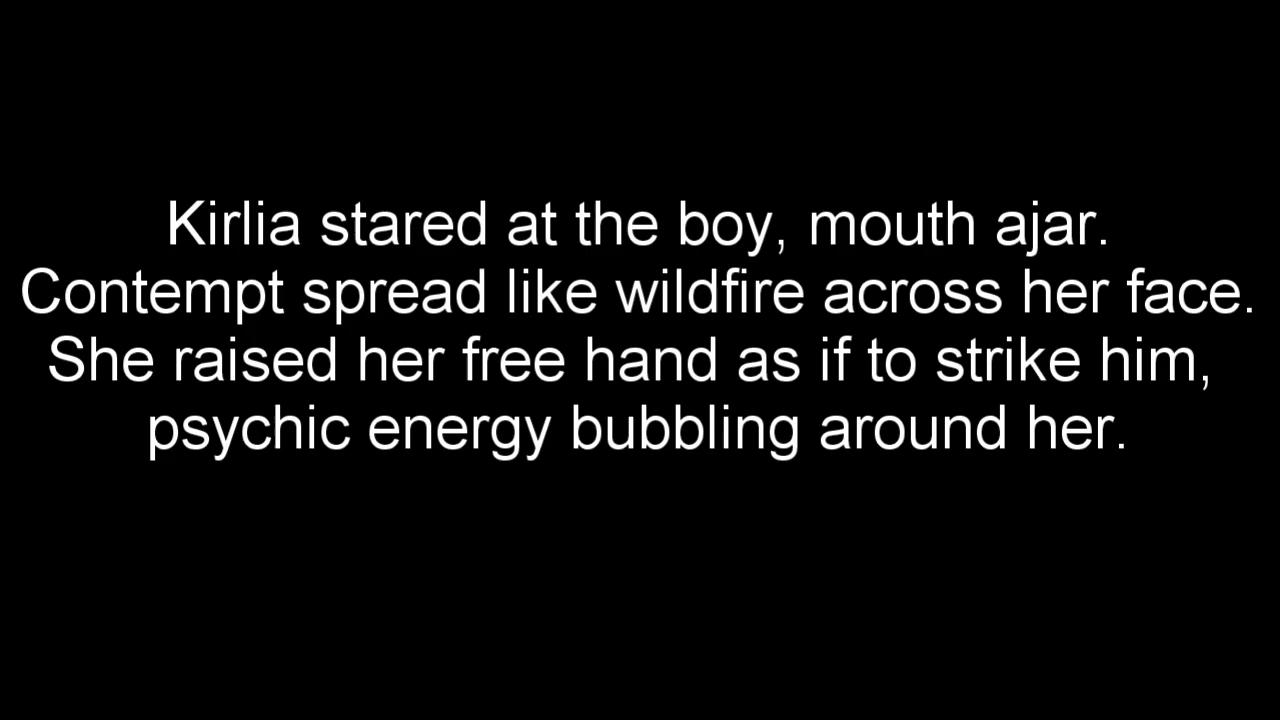 Kirlia stared at the boy, mouth ajar.
Contempt spread like wildfire across her face.
She raised her free hand as if to strike him,
psychic energy bubbling around her.